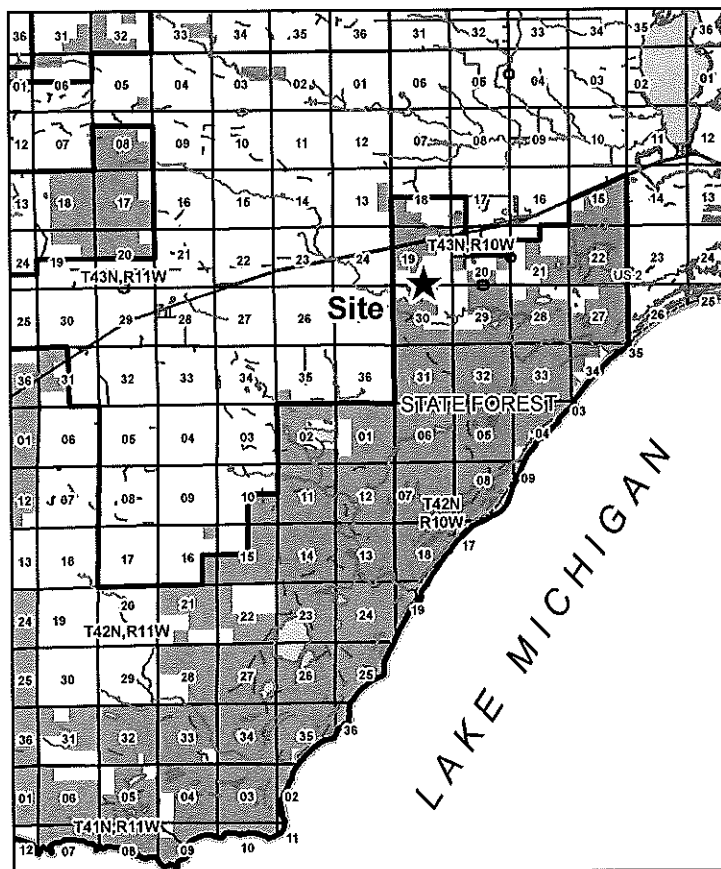 36 31 32 33 34 35 36 31 32 33 34 35
01 06 05 04 03 02 01 06 05 04 03 02 01
12 07 08 09 10 11 12 07 08 09 10 11 12
13 18 17 16 15 14 13 18 17 16 15 14 13
T43N,R10W
24 19 20 21 22 23 24 19 20 21 22 23 24
T43N,R11W
US-2
Site
25 30 29 28 27 26 30 29 28 27 26 25
36 31 32 33 34 35 36 31 32 33 34 35
STATE FOREST
01 06 05 04 03 02 01 06 05 04 03
12 07 08 09 10 11 12 07 08 09
T42N
R10W
13 18 17 16 15 14 13 18 17
24 19 20 21 22 23 24 19
T42N,R11W
25 30 29 28 27 26 25
36 31 32 33 34 35 36
01 06 05 04 03 02
T41N,R11W
12 07 08 09 10 11
LAKE MICHIGAN